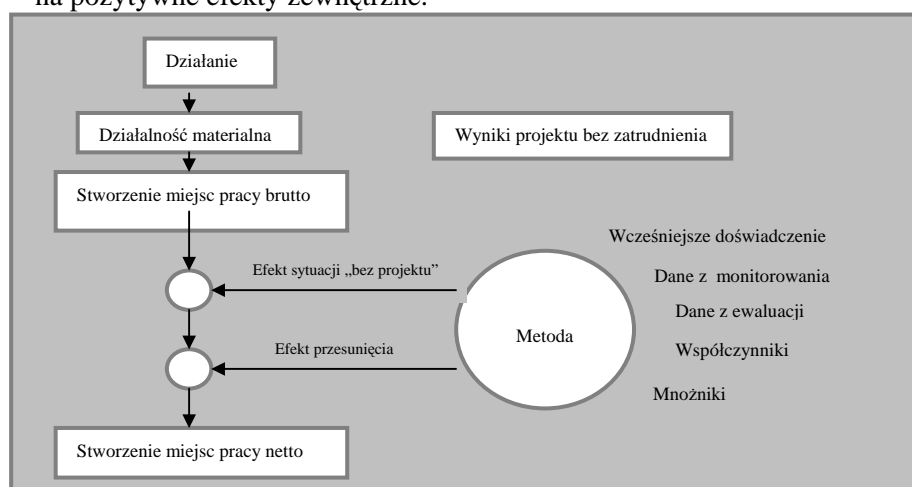 na pozytywne efekty zewnętrzne.
Działanie
Działalność materialna
Wyniki projektu bez zatrudnienia
Stworzenie miejsc pracy brutto
Wcześniejsze doświadczenie
Efekt sytuacji „bez projektu”
Dane z monitorowania
Dane z ewaluacji
Metoda
Efekt przesunięcia
Współczynniki
Mnożniki
Stworzenie miejsc pracy netto